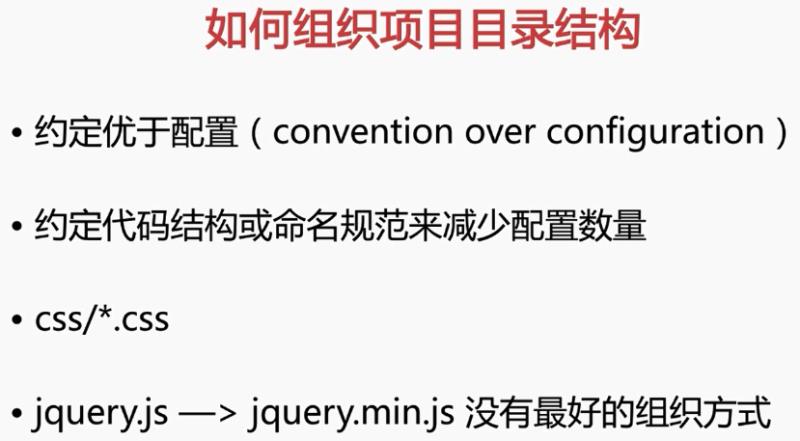 如何组织项目目录结构
• 约定优于配置（convention over configuration）
• 约定代码结构或命名规范来减少配置数量
• css/*.css
• jquery.js —> jquery.min.js 没有最好的组织方式